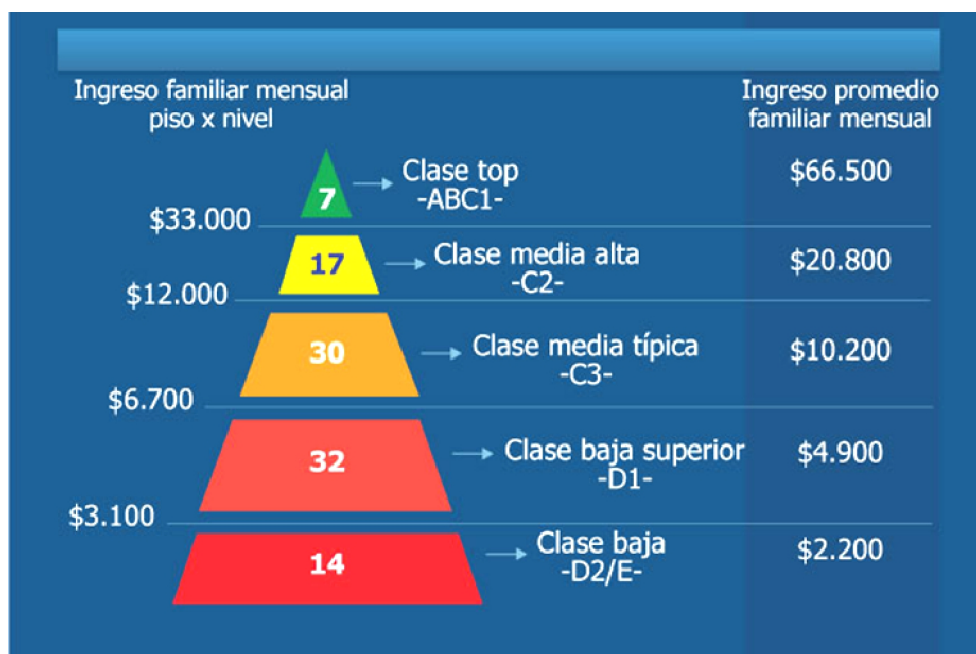 Ingreso familiar mensual
piso x nivel
Ingreso promedio
familiar mensual
7
Clase top
-ABC1-
$66.500
$33.000
17
Clase media alta
-C2-
$20.800
$12.000
30
Clase media típica
-C3-
$10.200
$6.700
32
Clase baja superior
-D1-
$4.900
$3.100
14
Clase baja
-D2/E-
$2.200